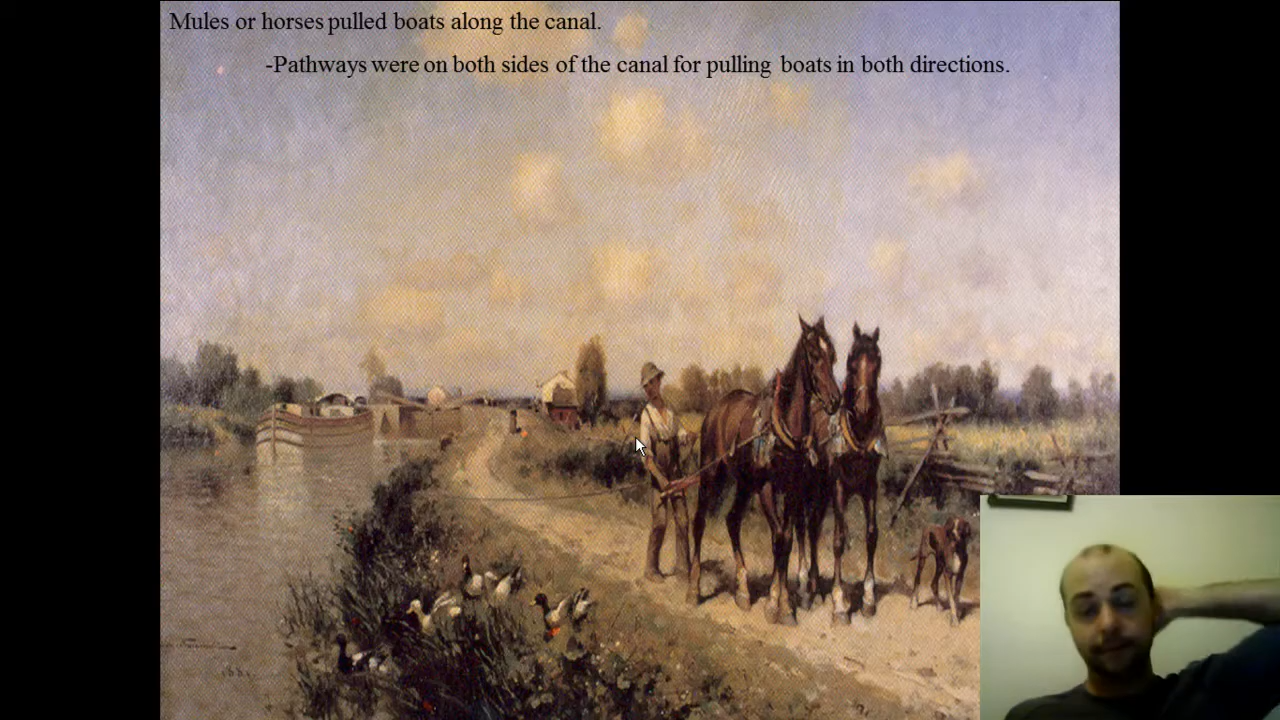 Mules or horses pulled boats along the canal.
-Pathways were on both sides of the canal for pulling boats in both directions.